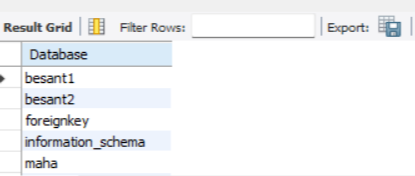 Result Grid Filter Rows: Export:
Database
besant1
besant2
foreignkey
information_schema
maha